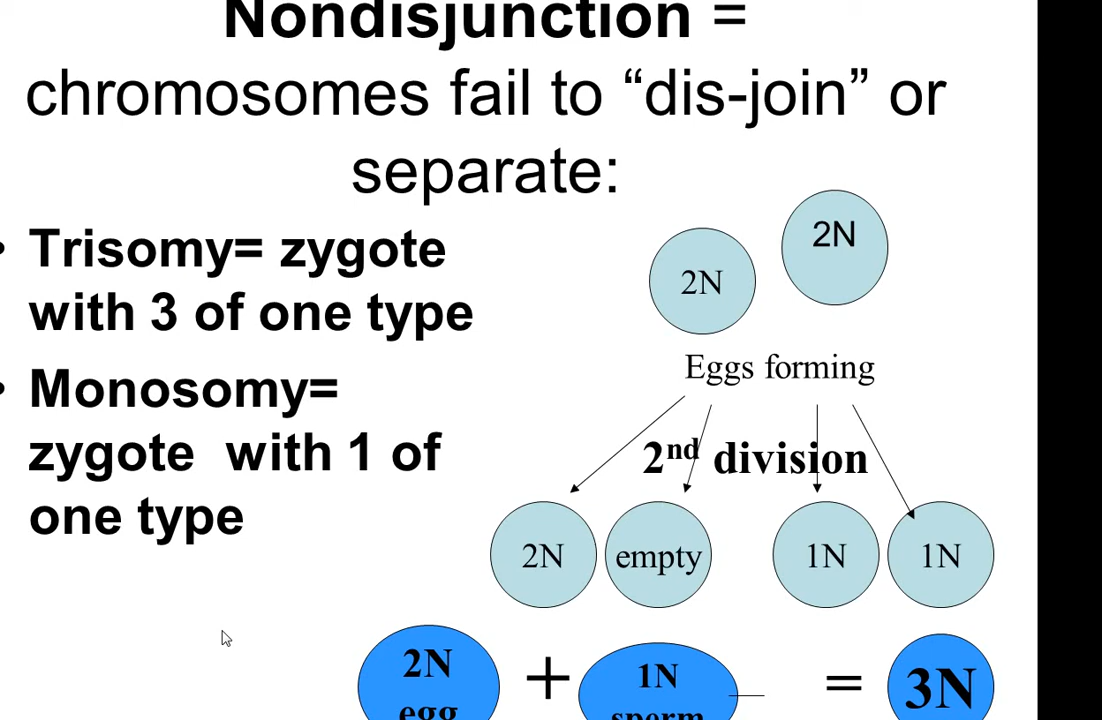 Nondisjunction =
chromosomes fail to “dis-join” or
separate:
• Trisomy= zygote
with 3 of one type
• Monosomy=
zygote with 1 of
one type
2N
2N
Eggs forming
2nd division
2N empty 1N 1N
2N
egg
+
1N
sperm
= 3N